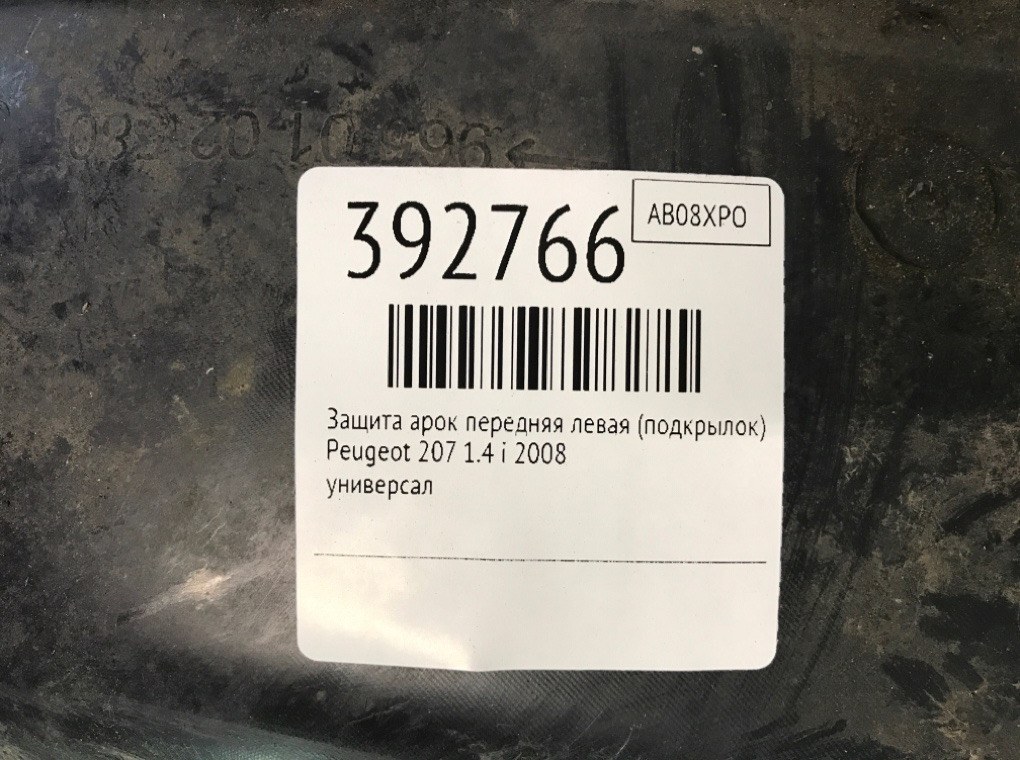 392766
AB08XPO
Защита арок передняя левая (подкрылок)
Peugeot 207 1.4 i 2008
универсал